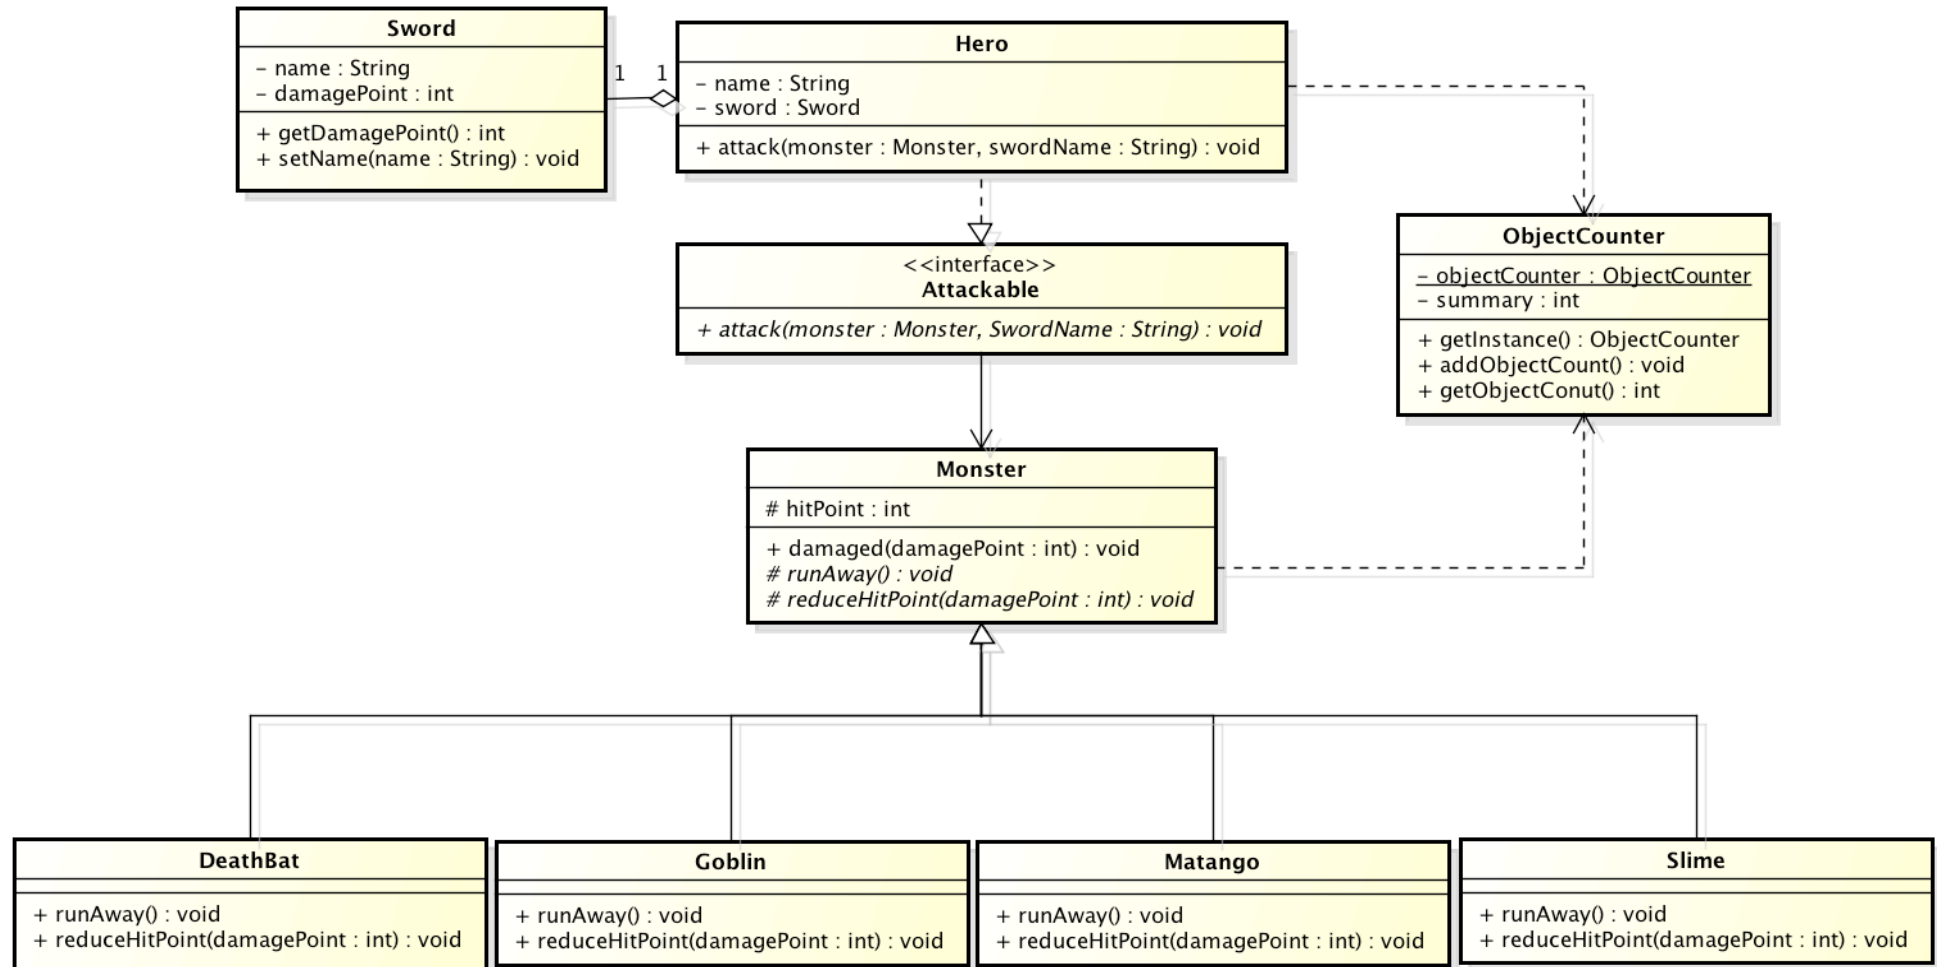 Sword
– name : String
– damagePoint : int
+ getDamagePoint() : int
+ setName(name : String) : void
1 1
Hero
– name : String
– sword : Sword
+ attack(monster : Monster, swordName : String) : void
<<interface>>
Attackable
+ attack(monster : Monster, SwordName : String) : void
ObjectCounter
– objectCounter : ObjectCounter
– summary : int
+ getInstance() : ObjectCounter
+ addObjectCount() : void
+ getObjectConut() : int
Monster
# hitPoint : int
+ damaged(damagePoint : int) : void
# runAway() : void
# reduceHitPoint(damagePoint : int) : void
DeathBat
+ runAway() : void
+ reduceHitPoint(damagePoint : int) : void
Goblin
+ runAway() : void
+ reduceHitPoint(damagePoint : int) : void
Matango
+ runAway() : void
+ reduceHitPoint(damagePoint : int) : void
Slime
+ runAway() : void
+ reduceHitPoint(damagePoint : int) : void